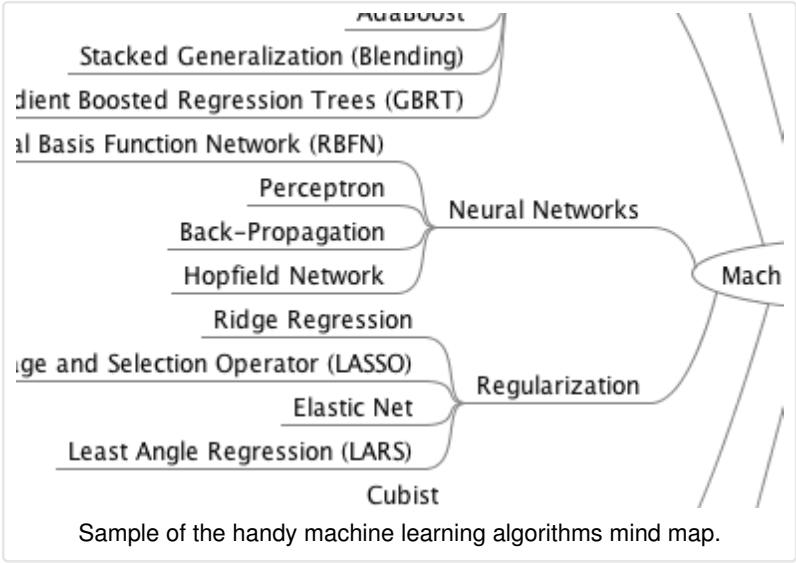 AdaBoost
Stacked Generalization (Blending)
dient Boosted Regression Trees (GBRT)
al Basis Function Network (RBFN)
Perceptron
Neural Networks
Back-Propagation
Hopfield Network
Mach
Ridge Regression
age and Selection Operator (LASSO)
Regularization
Elastic Net
Least Angle Regression (LARS)
Cubist
Sample of the handy machine learning algorithms mind map.